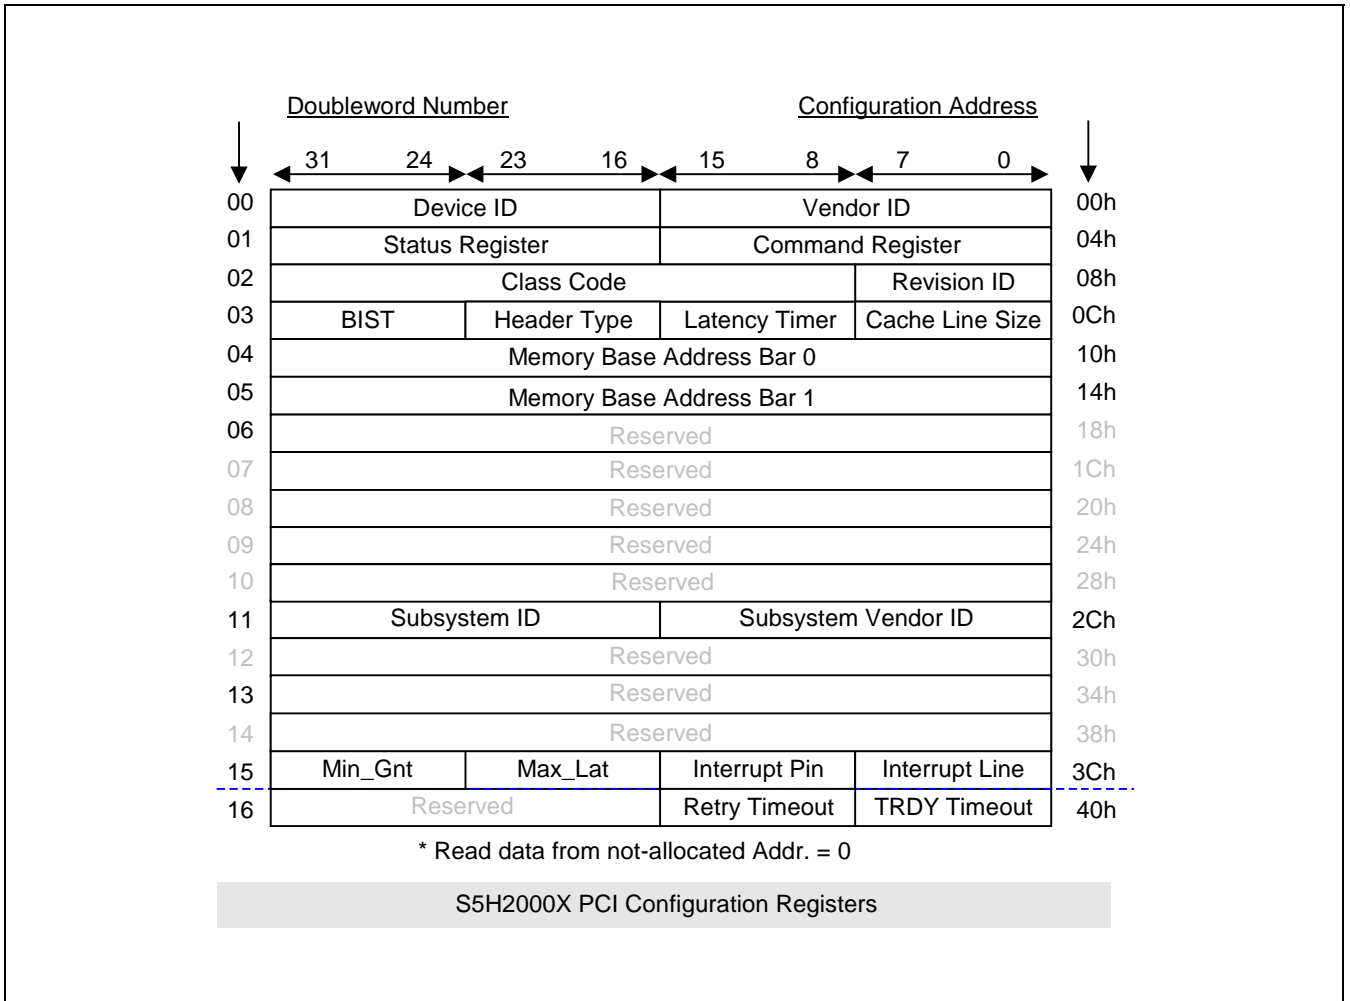 Doubleword Number Configuration Address
31 24 23 16 15 8 7 0
00 Device ID Vendor ID 00h
01 Status Register Command Register 04h
02 Class Code Revision ID 08h
03 BIST Header Type Latency Timer Cache Line Size 0Ch
04 Memory Base Address Bar 0 10h
05 Memory Base Address Bar 1 14h
06 Reserved 18h
07 Reserved 1Ch
08 Reserved 20h
09 Reserved 24h
10 Reserved 28h
11 Subsystem ID Subsystem Vendor ID 2Ch
12 Reserved 30h
13 Reserved 34h
14 Reserved 38h
15 Min_Gnt Max_Lat Interrupt Pin Interrupt Line 3Ch
16 Reserved Retry Timeout TRDY Timeout 40h
* Read data from not-allocated Addr. = 0
S5H2000X PCI Configuration Registers